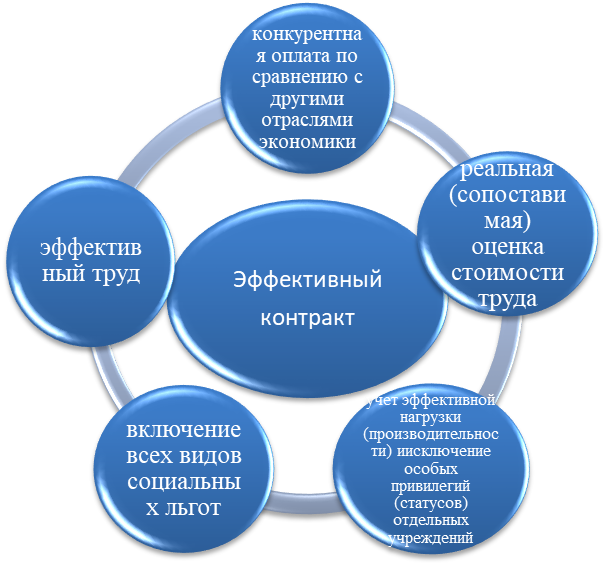 конкурентна
я оплата по
сравнению с
другими
отраслями
экономики
реальная
(сопостави
мая)
оценка
стоимости
труда
учет эффективной
нагрузки
(производительнос
ти) иисключение
особых
привилегий
(статусов)
отдельных
учреждений
включение
всех видов
социальны
х льгот
эффектив
ный труд
Эффективный
контракт